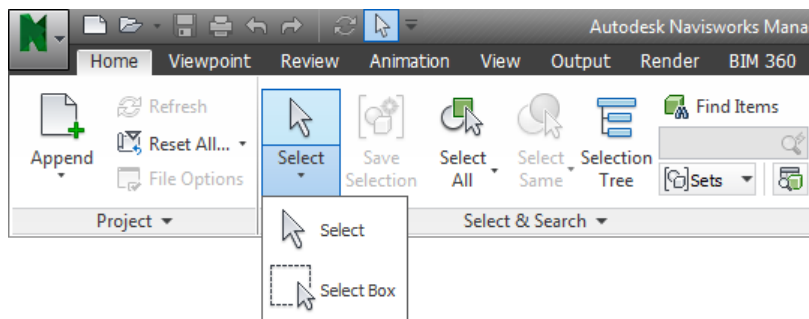 Autodesk Navisworks Mana
Home Viewpoint Review Animation View Output Render BIM 360
Append
Refresh
Reset All...
File Options
Select
Save
Selection
Select
All
Select
Same
Selection
Tree
Find Items
Sets
Project
Select & Search
Select
Select Box